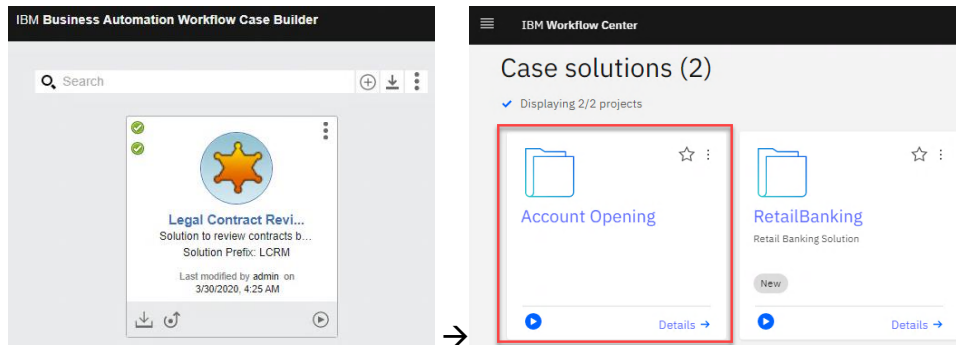 IBM Business Automation Workflow Case Builder
Search
Legal Contract Revi...
Solution to review contracts b...
Solution Prefix: LCRM
Last modified by admin on
3/30/2020, 4:25 AM
→
IBM Workflow Center
Case solutions (2)
Displaying 2/2 projects
Account Opening
Details →
RetailBanking
Retail Banking Solution
New
Details →